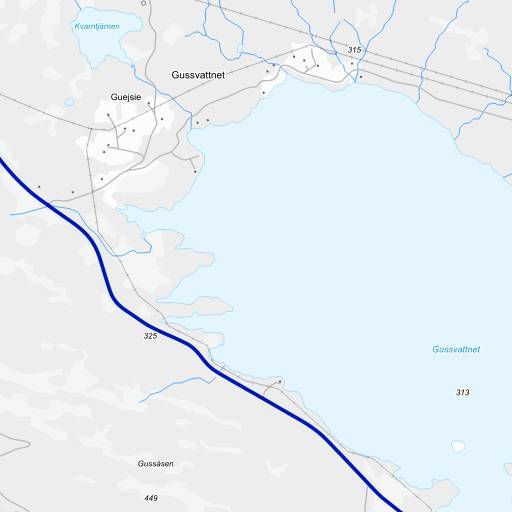 Kvarntjärnen
315
Gussvattnet
Guejsie
325
Gussvattnet
313
Gussåsen
449